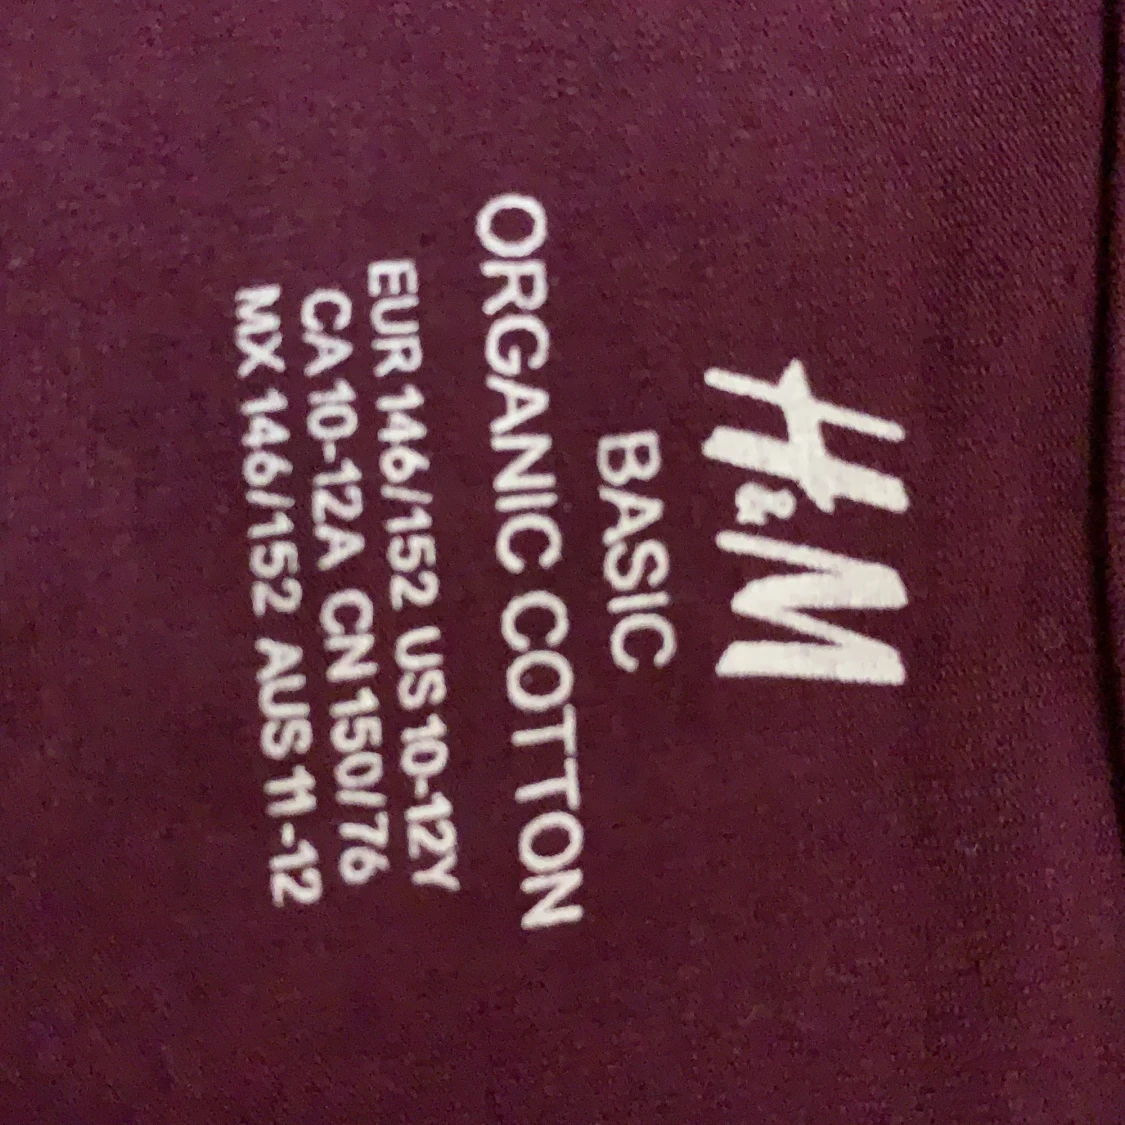 H&M
BASIC
ORGANIC COTTON
EUR 146/152 US 10-12Y
CA 10-12A CN 150/76
MX 146/152 AUS 11-12